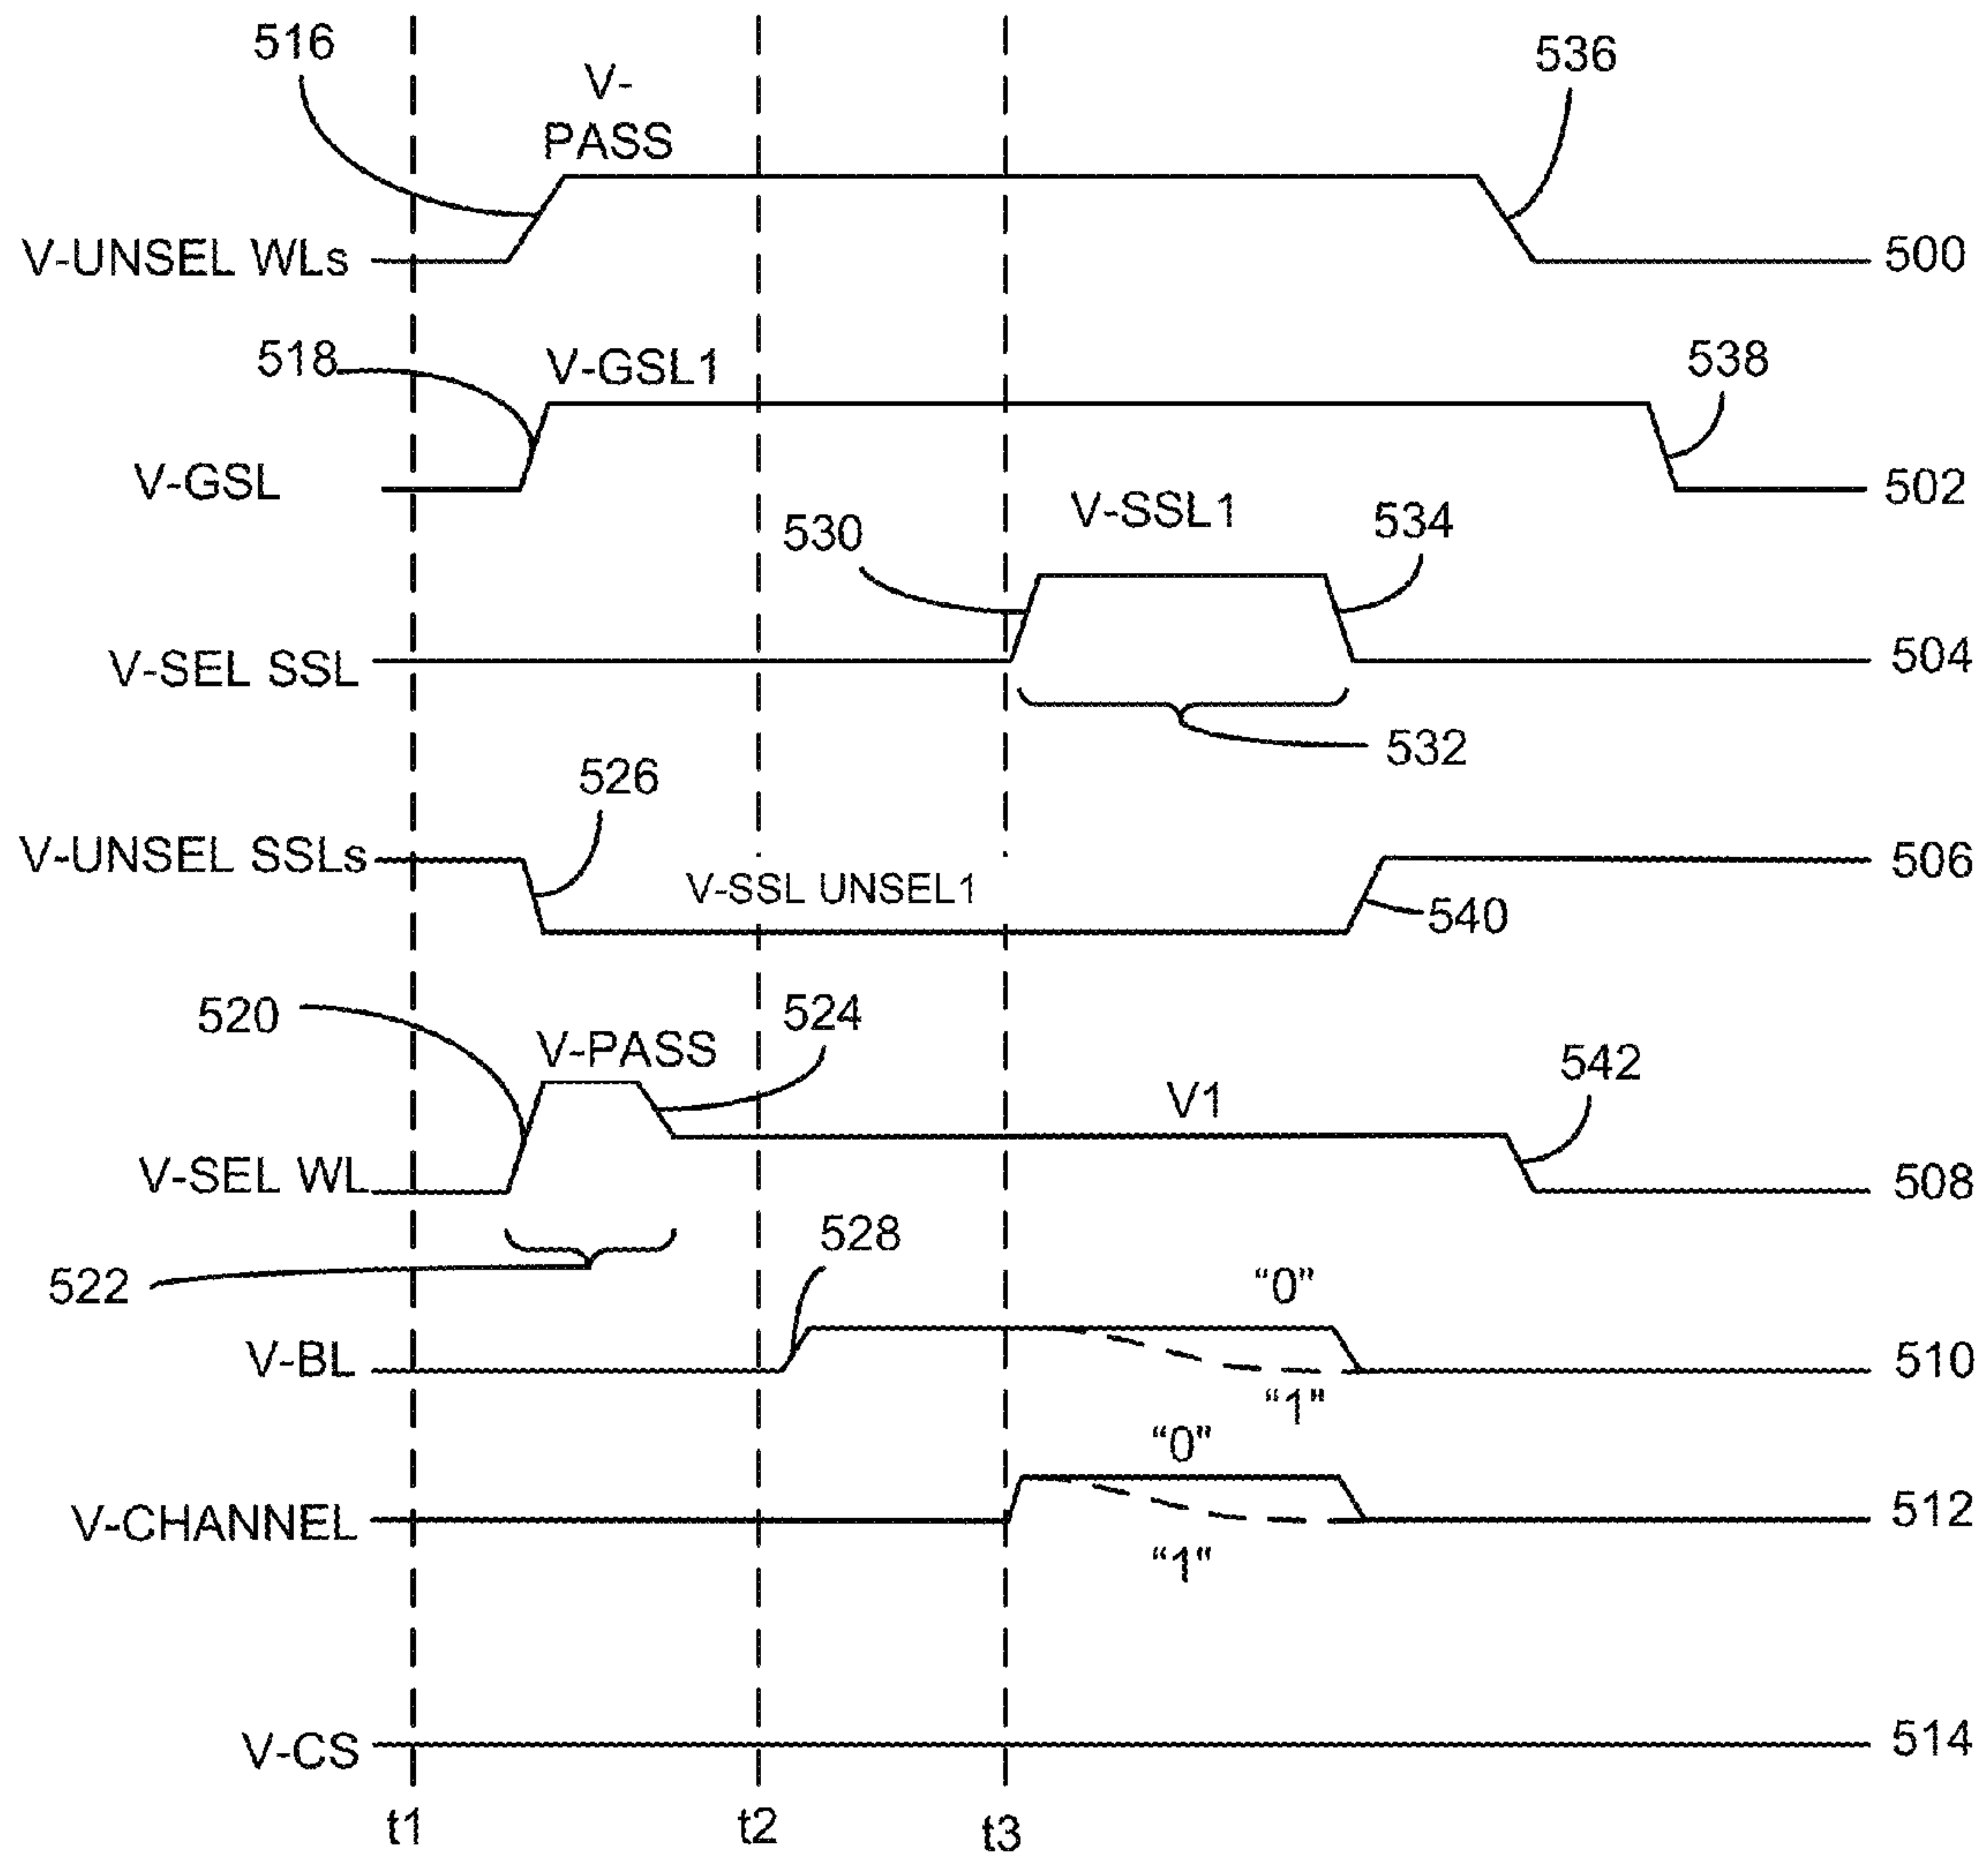 516
V-
PASS
536
V-UNSEL WLs
500
518
V-GSL1
538
V-GSL
502
530
V-SSL1
534
V-SEL SSL
504
532
526
V-UNSEL SSLs
506
V-SSL UNSEL1
540
520
V-PASS
524
V1
542
V-SEL WL
508
522
528
“0”
V-BL
510
“1”
“0”
V-CHANNEL
512
“1”
V-CS
514
t1
t2
t3